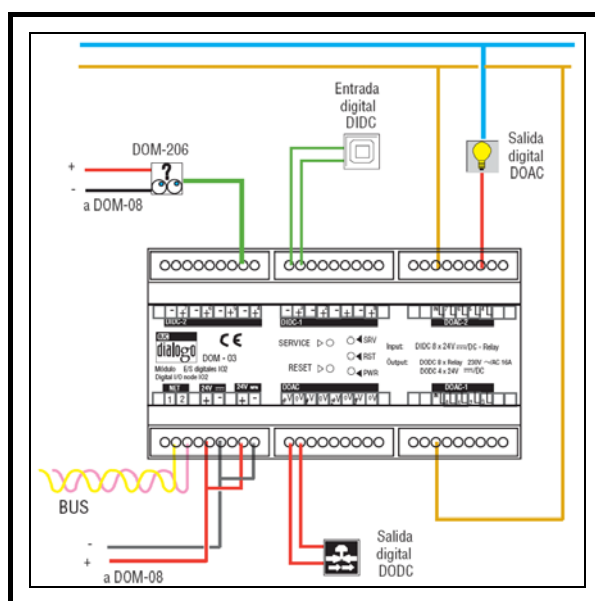 Entrada
digital
DIDC
DOM-206
+
-
a DOM-08
?
Salida
digital
DOAC
- + - + - + - +
DIDC-2
- + - + - + - +
DIDC-1
DOAC-2
dialogo
CE
DOM - 03
Módulo E/S digitales IO2
Digital I/O node IO2
SERVICE
RESET
SRV
RST
PWR
Input: DIDC 8 x 24V /DC - Relay
Output: DODC 8 x Relay 230V ~/AC 16A
DODC 4 x 24V /DC
NET
24V
24V
1 2
+ -
+ -
DOAC
DOAC-1
BUS
-
+
a DOM-08
Salida
digital
DODC